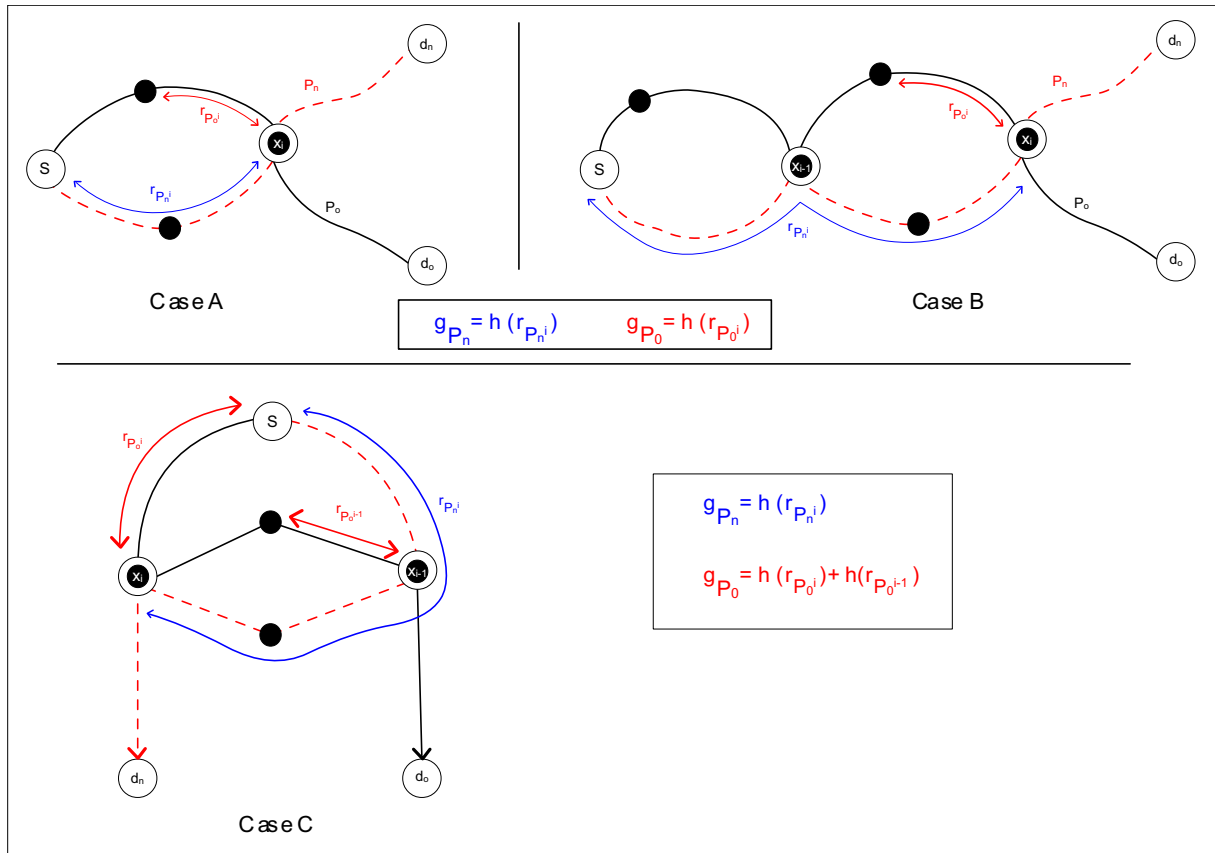 dn
Pn
rPoi
xi
S
rPni
Po
do
Case A
dn
Pn
rPoi
xi
xi-1
S
Po
rPni
do
Case B
gPn = h (rPni) gP0 = h (rP0i)
S
rPoi
rPni
rPoi-1
xi
xi-1
dn
do
Case C
gPn = h (rPni)
gP0 = h (rP0i) + h(rP0i-1)